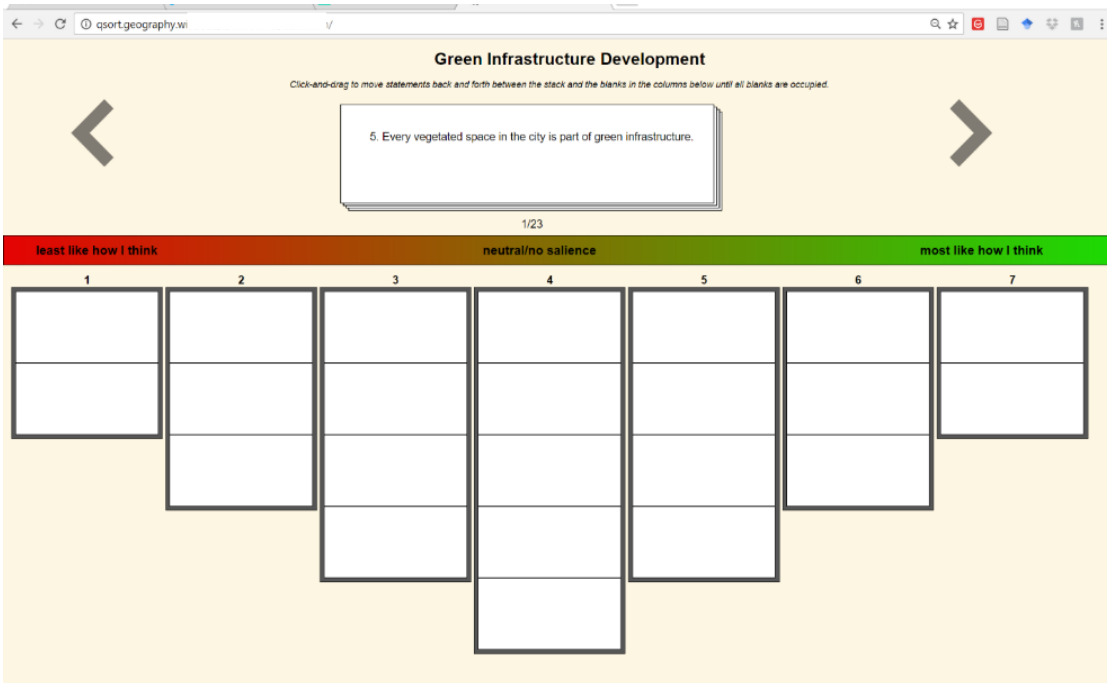 qsort.geography.wi
Green Infrastructure Development
Click-and-drag to move statements back and forth between the stack and the blanks in the columns below until all blanks are occupied.
5. Every vegetated space in the city is part of green infrastructure.
1/23
least like how I think neutral/no salience most like how I think
1 2 3 4 5 6 7